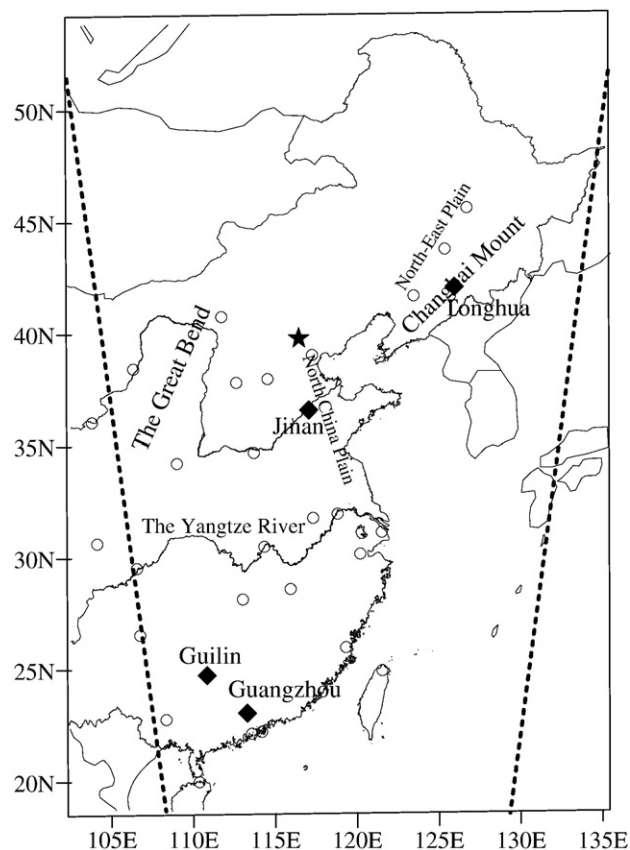 50N
45N
40N
35N
30N
25N
20N
North-East Plain
Changbai Mount
Tonghua
The Great Bend
North China Plain
Jinan
The Yangtze River
Guilin
Guangzhou
105E 110E 115E 120E 125E 130E 135E